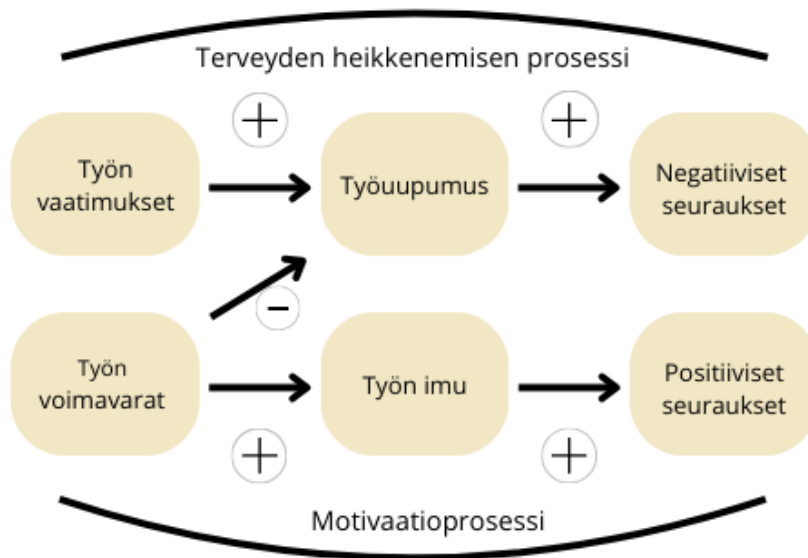 Terveyden heikkenemisen prosessi
+
+
Työn
vaatimukset
Työuupumus
Negatiiviset
seuraukset
−
Työn
voimavarat
Työn imu
Positiiviset
seuraukset
+
+
Motivaatioprosessi